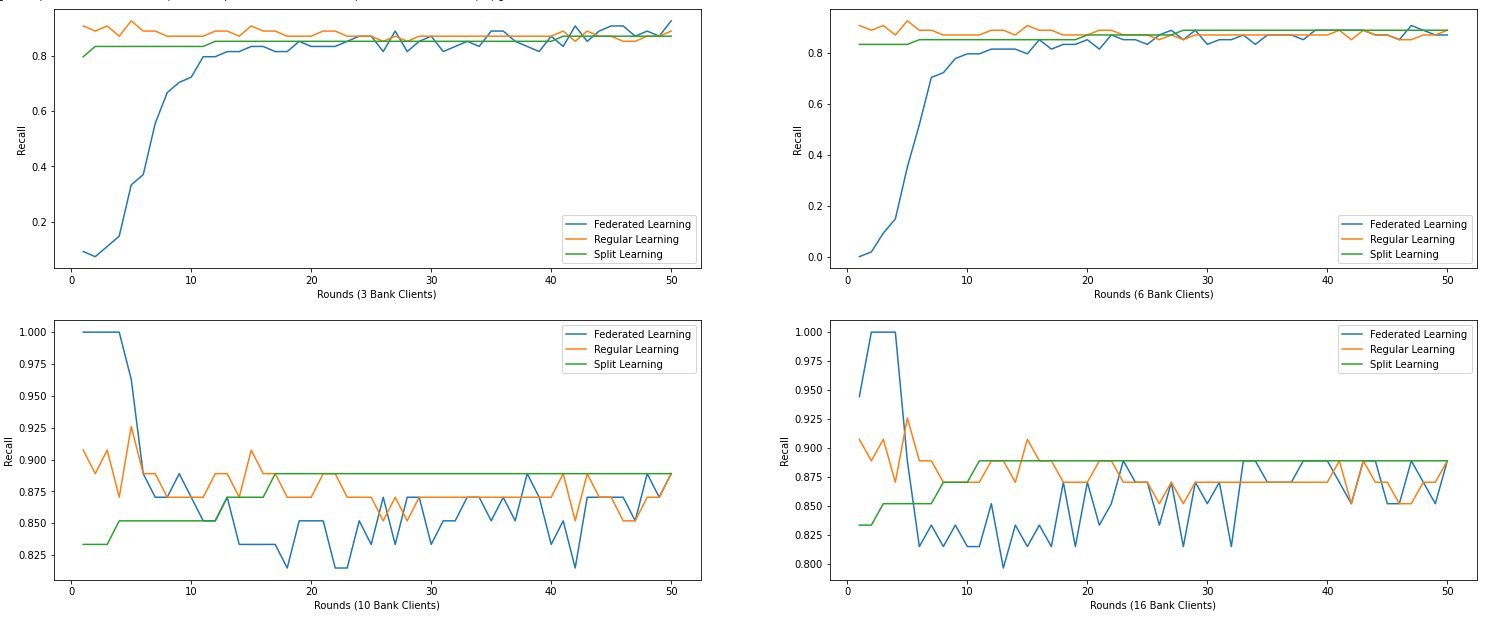 Recall
0.8
0.6
0.4
0.2
Federated Learning
Regular Learning
Split Learning
0 10 20 30 40 50
Rounds (3 Bank Clients)
Recall
0.8
0.6
0.4
0.2
0.0
Federated Learning
Regular Learning
Split Learning
0 10 20 30 40 50
Rounds (6 Bank Clients)
Recall
1.000
0.975
0.950
0.925
0.900
0.875
0.850
0.825
Federated Learning
Regular Learning
Split Learning
0 10 20 30 40 50
Rounds (10 Bank Clients)
Recall
1.000
0.975
0.950
0.925
0.900
0.875
0.850
0.825
0.800
Federated Learning
Regular Learning
Split Learning
0 10 20 30 40 50
Rounds (16 Bank Clients)